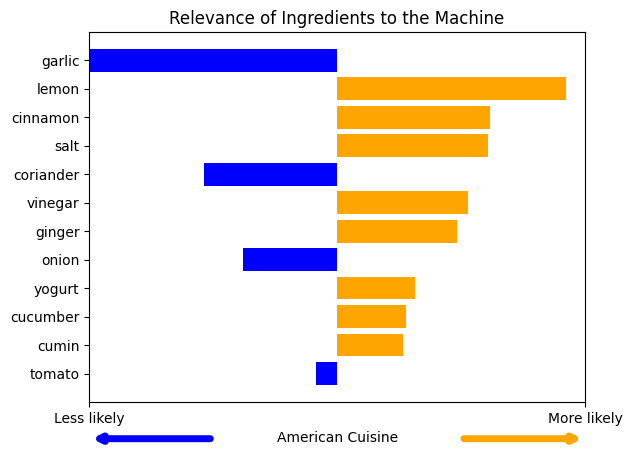 Relevance of Ingredients to the Machine
garlic
lemon
cinnamon
salt
coriander
vinegar
ginger
onion
yogurt
cucumber
cumin
tomato
Less likely
More likely
American Cuisine